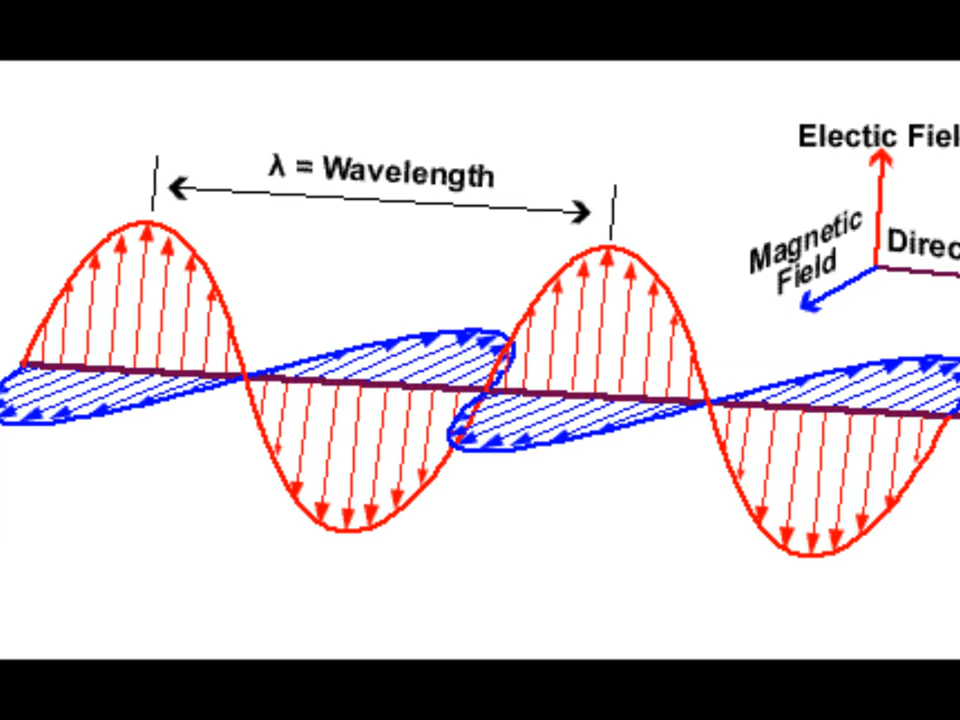 λ = Wavelength
Electic Fiel
Magnetic
Field
Direc